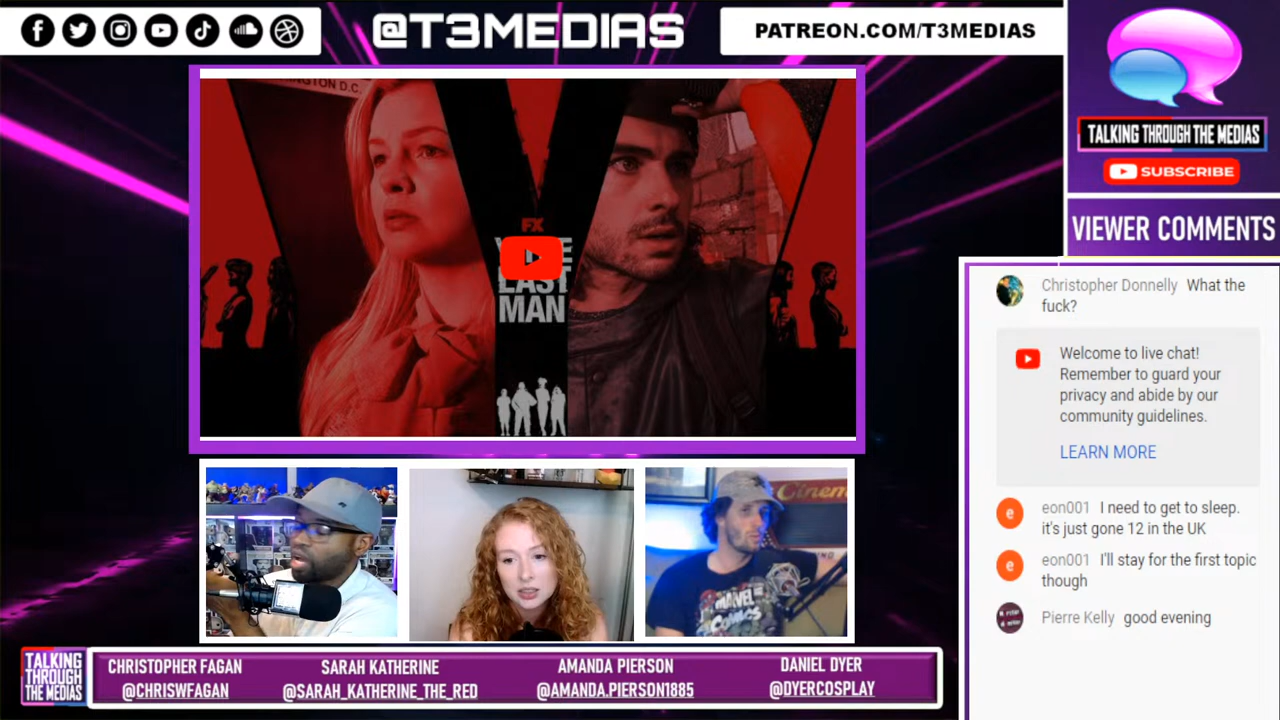 @T3MEDIAS
PATREON.COM/T3MEDIAS
TALKING THROUGH THE MEDIAS
SUBSCRIBE
VIEWER COMMENTS
FX
LAST
MAN
Christopher Donnelly What the
fuck?
Welcome to live chat!
Remember to guard your
privacy and abide by our
community guidelines.
LEARN MORE
e eon001 I need to get to sleep.
it's just gone 12 in the UK
e eon001 I'll stay for the first topic
though
Pierre Kelly good evening
Cinem
MARVEL
COMICS
TALKING
THROUGH
THE MEDIAS
CHRISTOPHER FAGAN
@CHRISWFAGAN
SARAH KATHERINE
@SARAH_KATHERINE_THE_RED
AMANDA PIERSON
@AMANDA.PIERSON1885
DANIEL DYER
@DYERCOSPLAY